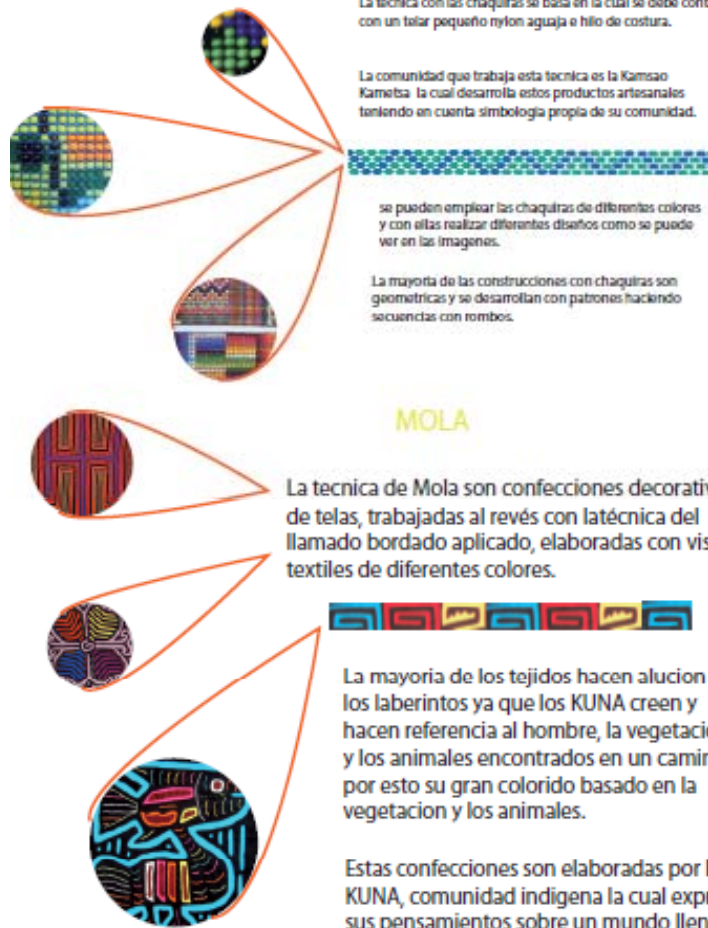 La tecnica con las chaquiras se basa en la cual se debe
con un telar pequeño nylon aguaja e hilo de costura.
La comunidad que trabaja esta tecnica es la Kamsao
Kametsa la cual desarrolla estos productos artesanales
teniendo en cuenta simbologia propia de su comunidad.
se pueden emplear las chaquiras de diferentes colores
y con ellas realizar diferentes diseños como se puede
ver en las imagenes.
La mayoria de las construcciones con chaquiras son
geometricas y se desarrollan con patrones haciendo
secuencias con rombos.
MOLA
La tecnica de Mola son confecciones
de telas, trabajadas al revés con latécnica del
llamado bordado aplicado, elaboradas con
textiles de diferentes colores.
La mayoria de los tejidos hacen alucion
los laberintos ya que los KUNA creen y
hacen referencia al hombre, la
y los animales encontrados en un
por esto su gran colorido basado en la
vegetacion y los animales.
Estas confecciones son elaboradas por
KUNA, comunidad indigena la cual
sus pensamientos sobre un mundo